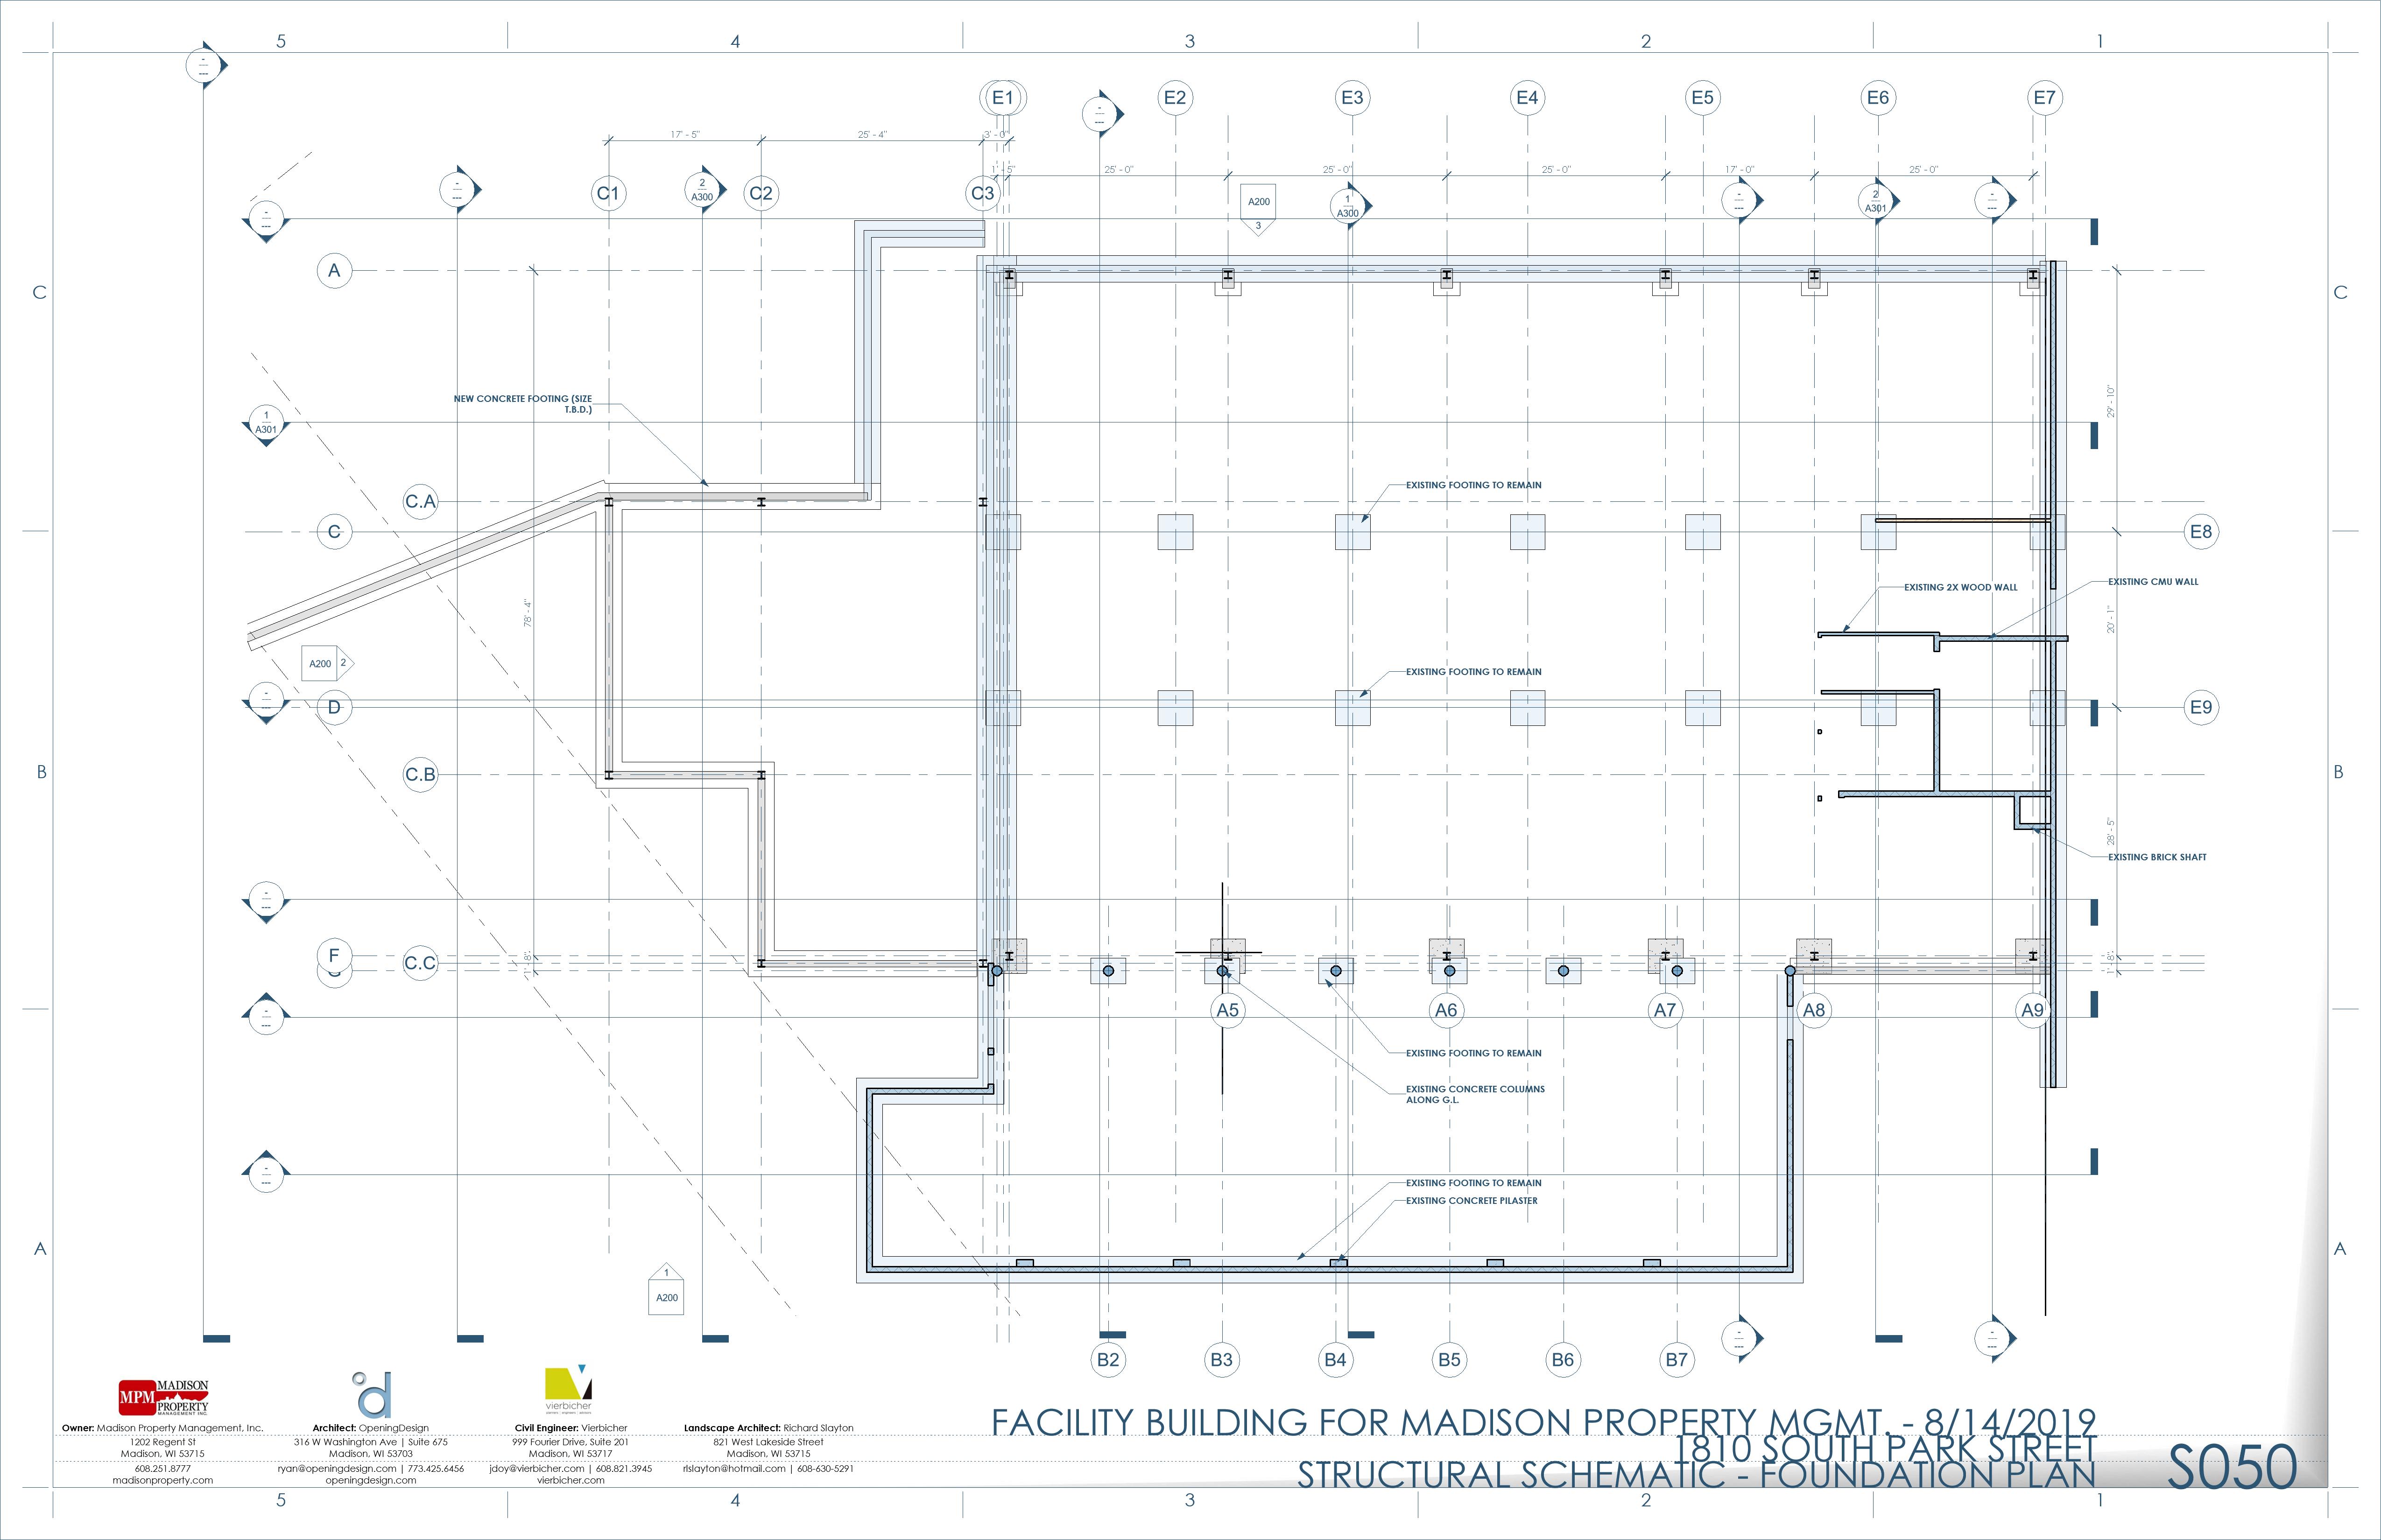 5
4
3
2
1
-
---
E1
E2
E3
E4
E5
E6
E7
-
---
17' - 5"
25' - 4"
3' - 0"
1' - 5"
25' - 0"
25' - 0"
25' - 0"
17' - 0"
25' - 0"
-
---
C1
2
A300
C2
C3
A200
3
1
A300
-
---
2
A301
-
---
-
---
A
C
C
29' - 10"
NEW CONCRETE FOOTING (SIZE
T.B.D.)
1
A301
EXISTING FOOTING TO REMAIN
C.A
C
E8
EXISTING 2X WOOD WALL
EXISTING CMU WALL
78' - 4"
20' - 1"
A200
2
EXISTING FOOTING TO REMAIN
-
---
D
E9
B
C.B
B
28' - 5"
EXISTING BRICK SHAFT
-
---
F
C.C
1' - 8"
1' - 8"
A5
A6
A7
A8
A9
-
---
EXISTING FOOTING TO REMAIN
EXISTING CONCRETE COLUMNS
ALONG G.L.
-
---
EXISTING FOOTING TO REMAIN
EXISTING CONCRETE PILASTER
A
A
1
A200
-
---
-
---
B2
B3
B4
B5
B6
B7
MPM MADISON
PROPERTY
MANAGEMENT INC.
d
vierbicher
planners | engineers | advisors
Owner: Madison Property Management, Inc.
1202 Regent St
Madison, WI 53715
608.251.8777
madisonproperty.com
Architect: OpeningDesign
316 W Washington Ave | Suite 675
Madison, WI 53703
ryan@openingdesign.com | 773.425.6456
openingdesign.com
Civil Engineer: Vierbicher
999 Fourier Drive, Suite 201
Madison, WI 53717
jdoy@vierbicher.com | 608.821.3945
vierbicher.com
Landscape Architect: Richard Slayton
821 West Lakeside Street
Madison, WI 53715
rlslayton@hotmail.com | 608-630-5291
FACILITY BUILDING FOR MADISON PROPERTY MGMT. - 8/14/2019
1810 SOUTH PARK STREET
STRUCTURAL SCHEMATIC - FOUNDATION PLAN
S050
5
4
3
2
1